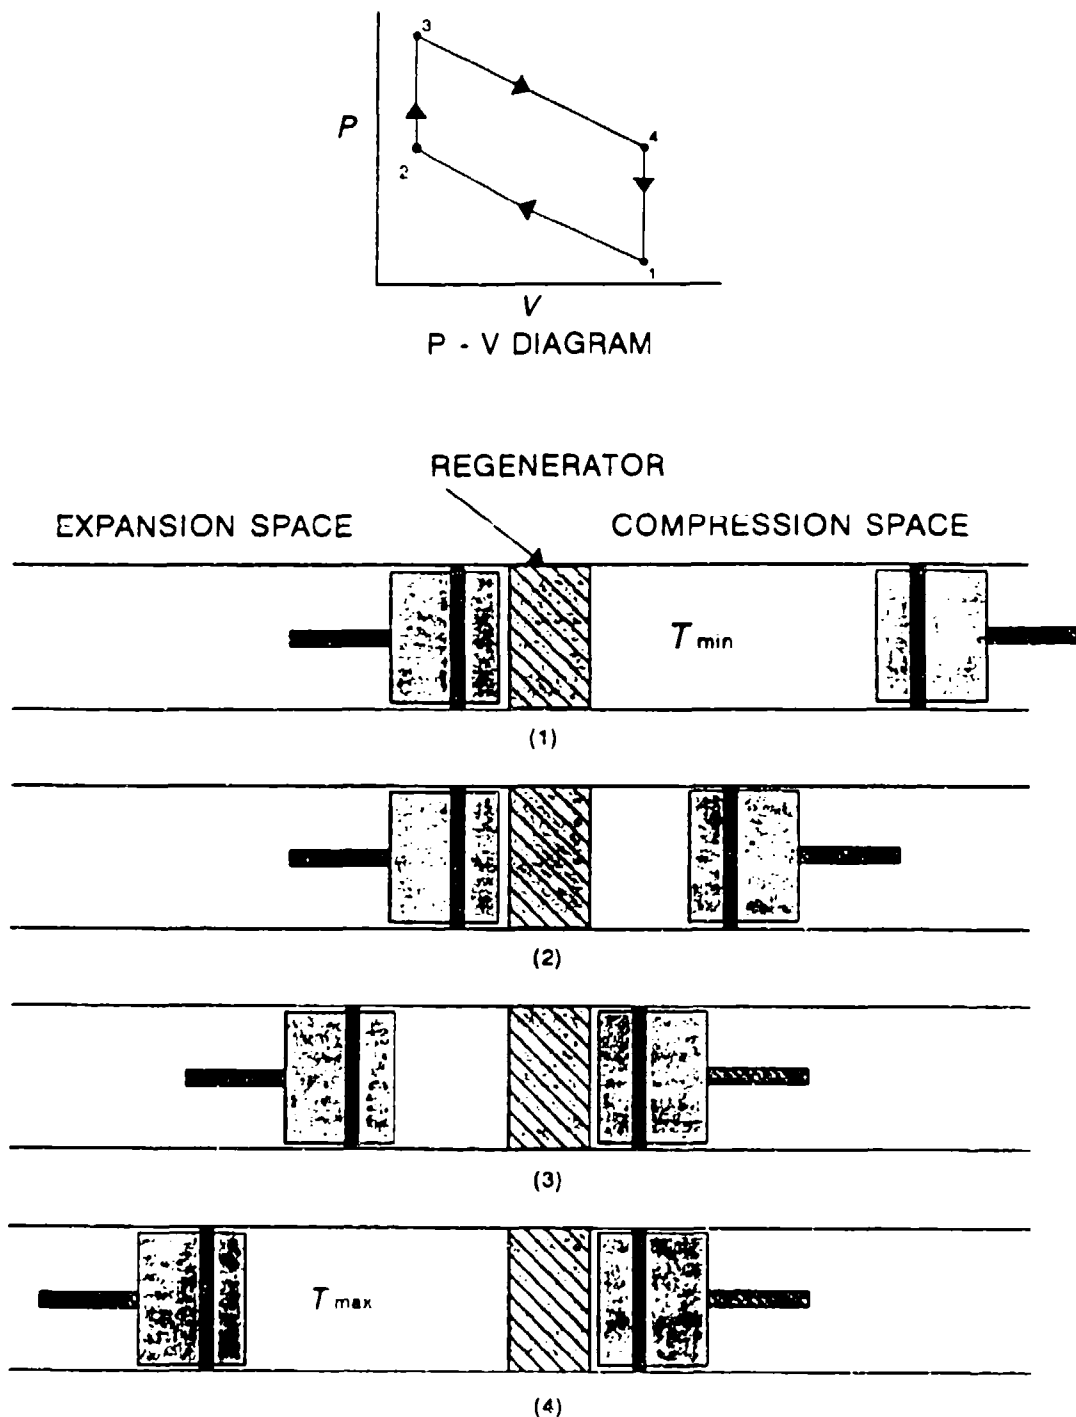 3
P
4
2
1
V
P - V DIAGRAM
REGENERATOR
EXPANSION SPACE
COMPRESSION SPACE
T min
(1)
(2)
(3)
T max
(4)